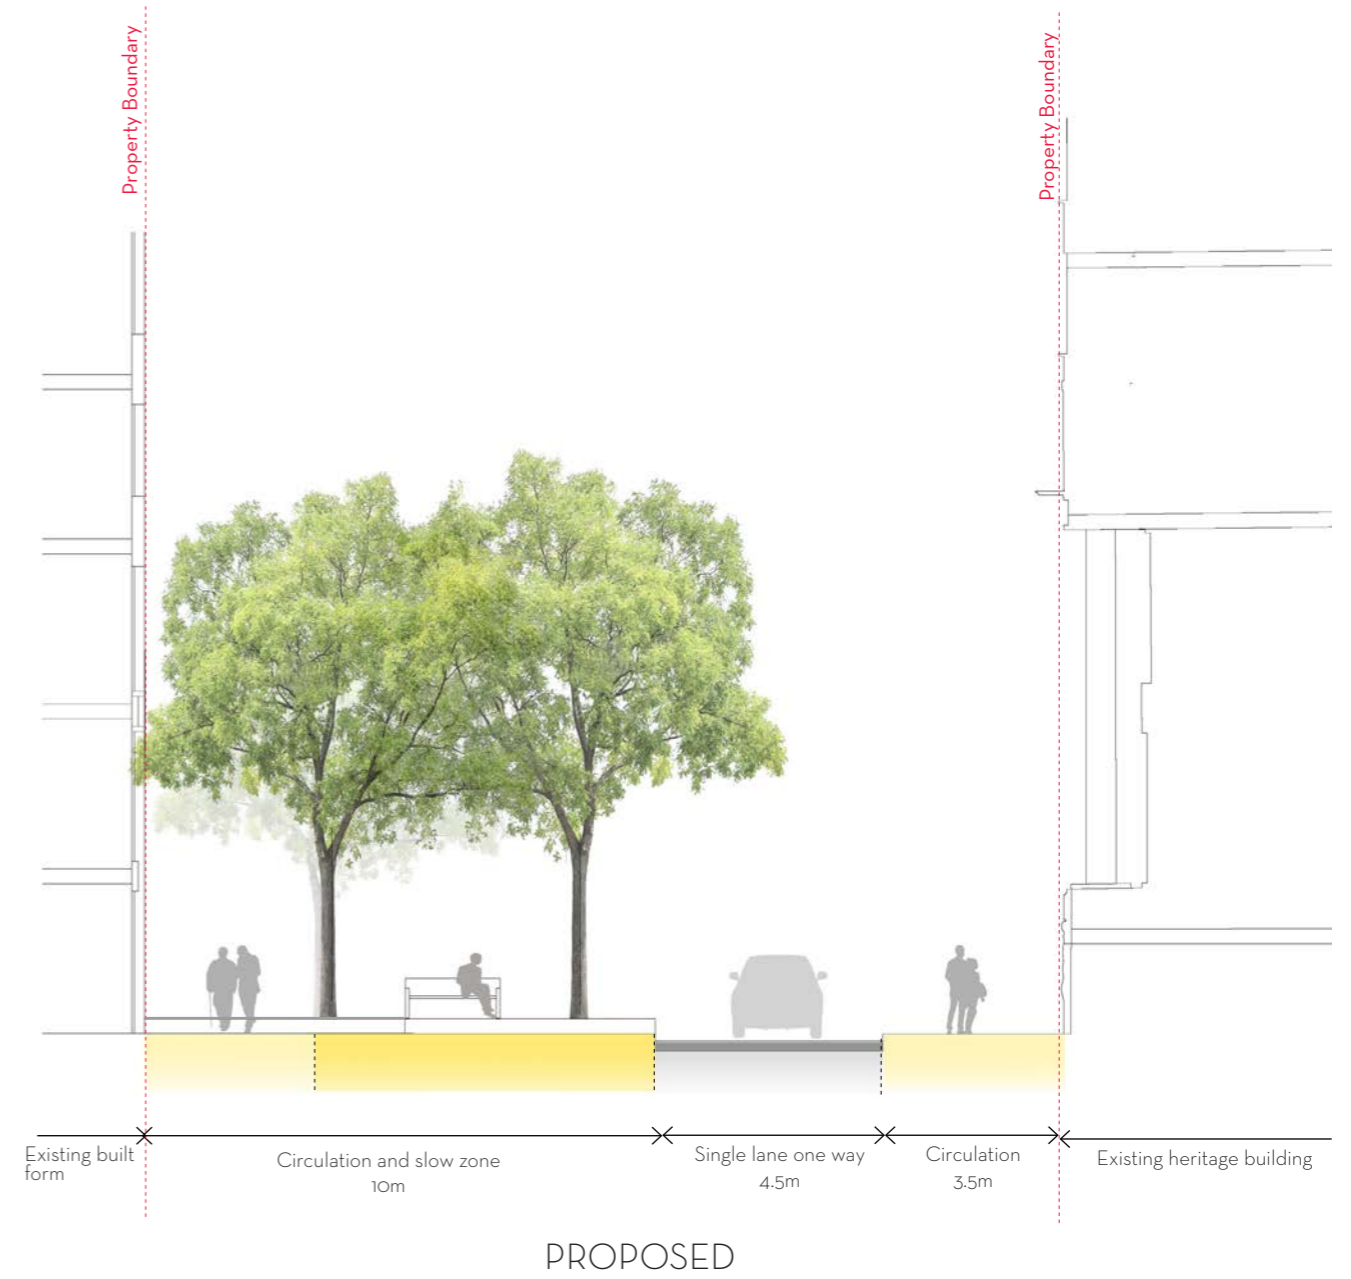 Property Boundary
Property Boundary
Existing built
form
Circulation and slow zone
10m
Single lane one way
4.5m
Circulation
3.5m
Existing heritage building
PROPOSED